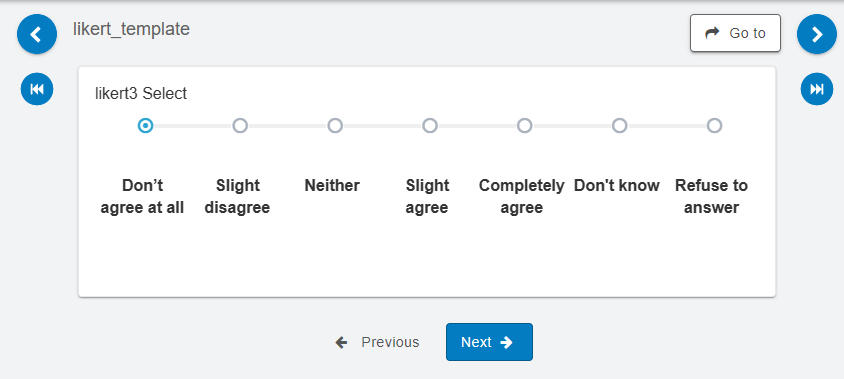 likert_template
Go to
likert3 Select
Don’t
agree at all
Slight
disagree
Neither
Slight
agree
Completely
agree
Don't know
Refuse to
answer
Previous
Next